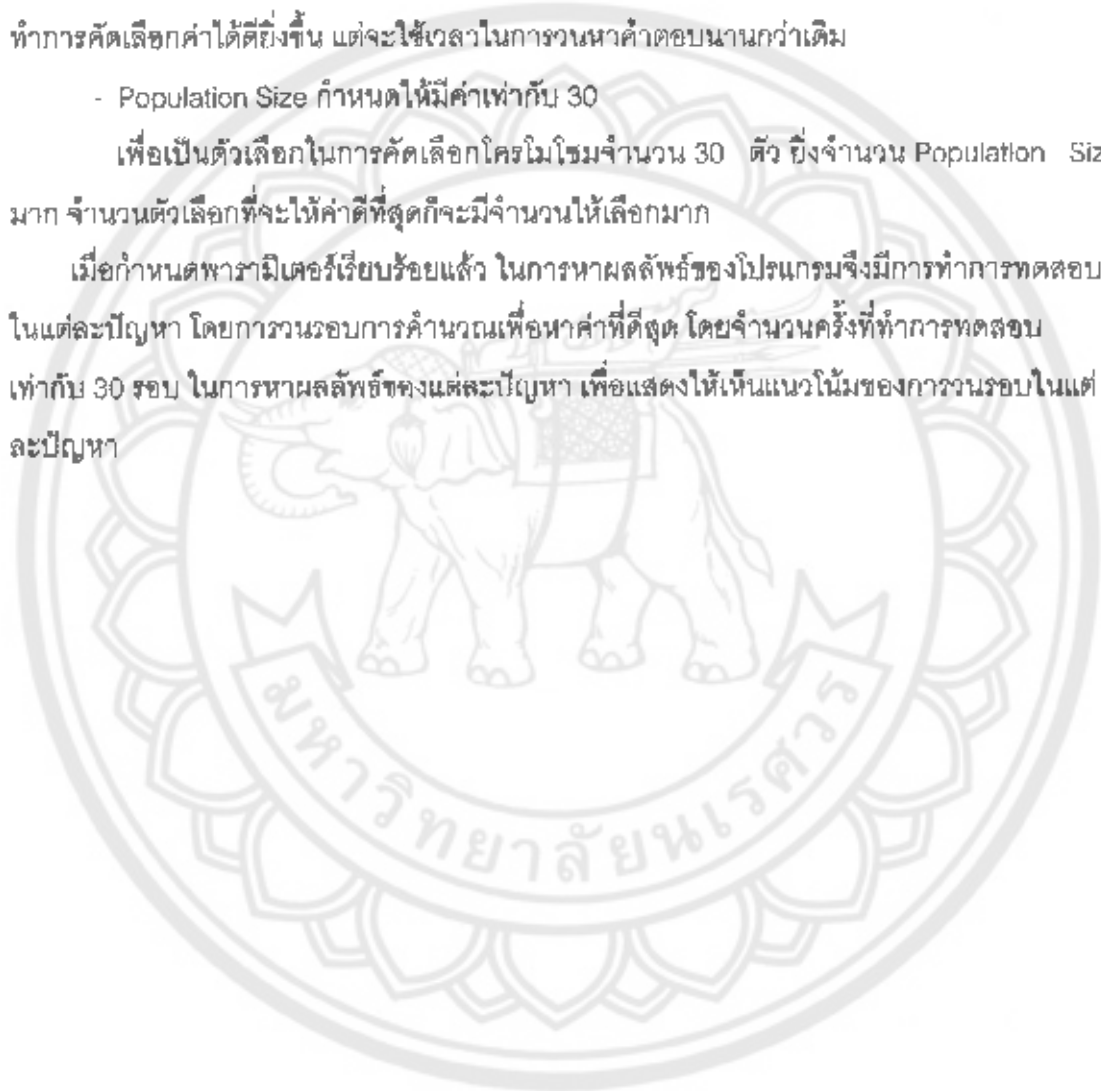 ทำการคัดเลือกค่าได้ดียิ่งขึ้น แต่จะใช้เวลาในการวนหาคำตอบนานกว่าเดิม
- Population Size กำหนดให้มีค่าเท่ากับ 30
เพื่อเป็นตัวเลือกในการคัดเลือกโครโมโซมจำนวน 30 ตัว ยิ่งจำนวน Population Siz
มาก จำนวนตัวเลือกที่จะให้ค่าดีที่สุดก็จะมีจำนวนให้เลือกมาก
เมื่อกำหนดพารามิเตอร์เรียบร้อยแล้ว ในการหาผลลัพธ์ของโปรแกรมจึงมีการทำการทดสอบ
ในแต่ละปัญหา โดยการวนรอบการคำนวณเพื่อหาค่าที่ดีสุด โดยจำนวนครั้งที่ทำการทดสอบ
เท่ากับ 30 รอบ ในการหาผลลัพธ์ของแต่ละปัญหา เพื่อแสดงให้เห็นแนวโน้มของการวนรอบในแต่
ละปัญหา
มหาวิทยาลัยนเรศวร